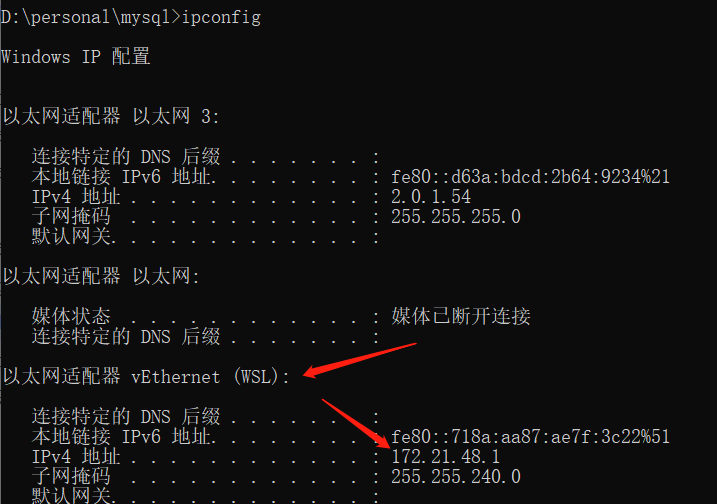 D:\personal\mysql>ipconfig
Windows IP 配置
以太网适配器 以太网 3:
连接特定的 DNS 后缀 . . . . . . . :
本地链接 IPv6 地址. . . . . . . . : fe80::d63a:bdcd:2b64:9234%21
IPv4 地址 . . . . . . . . . . . . : 2.0.1.54
子网掩码 . . . . . . . . . . . . : 255.255.255.0
默认网关. . . . . . . . . . . . . :
以太网适配器 以太网:
媒体状态 . . . . . . . . . . . . : 媒体已断开连接
连接特定的 DNS 后缀 . . . . . . . :
以太网适配器 vEthernet (WSL):
连接特定的 DNS 后缀 . . . . . . . :
本地链接 IPv6 地址. . . . . . . . : fe80::718a:aa87:ae7f:3c22%51
IPv4 地址 . . . . . . . . . . . . : 172.21.48.1
子网掩码 . . . . . . . . . . . . : 255.255.240.0
默认网关. . . . . . . . . . . . . :